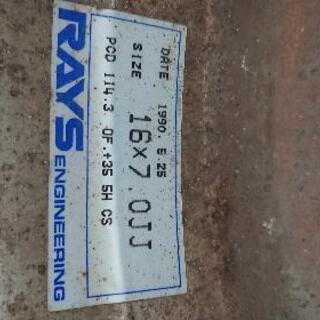 DATE 1990. 6.25
SIZE 16×7.0JJ
PCD 114.3 OF.+35 5H CS
RAYS ENGINEERING